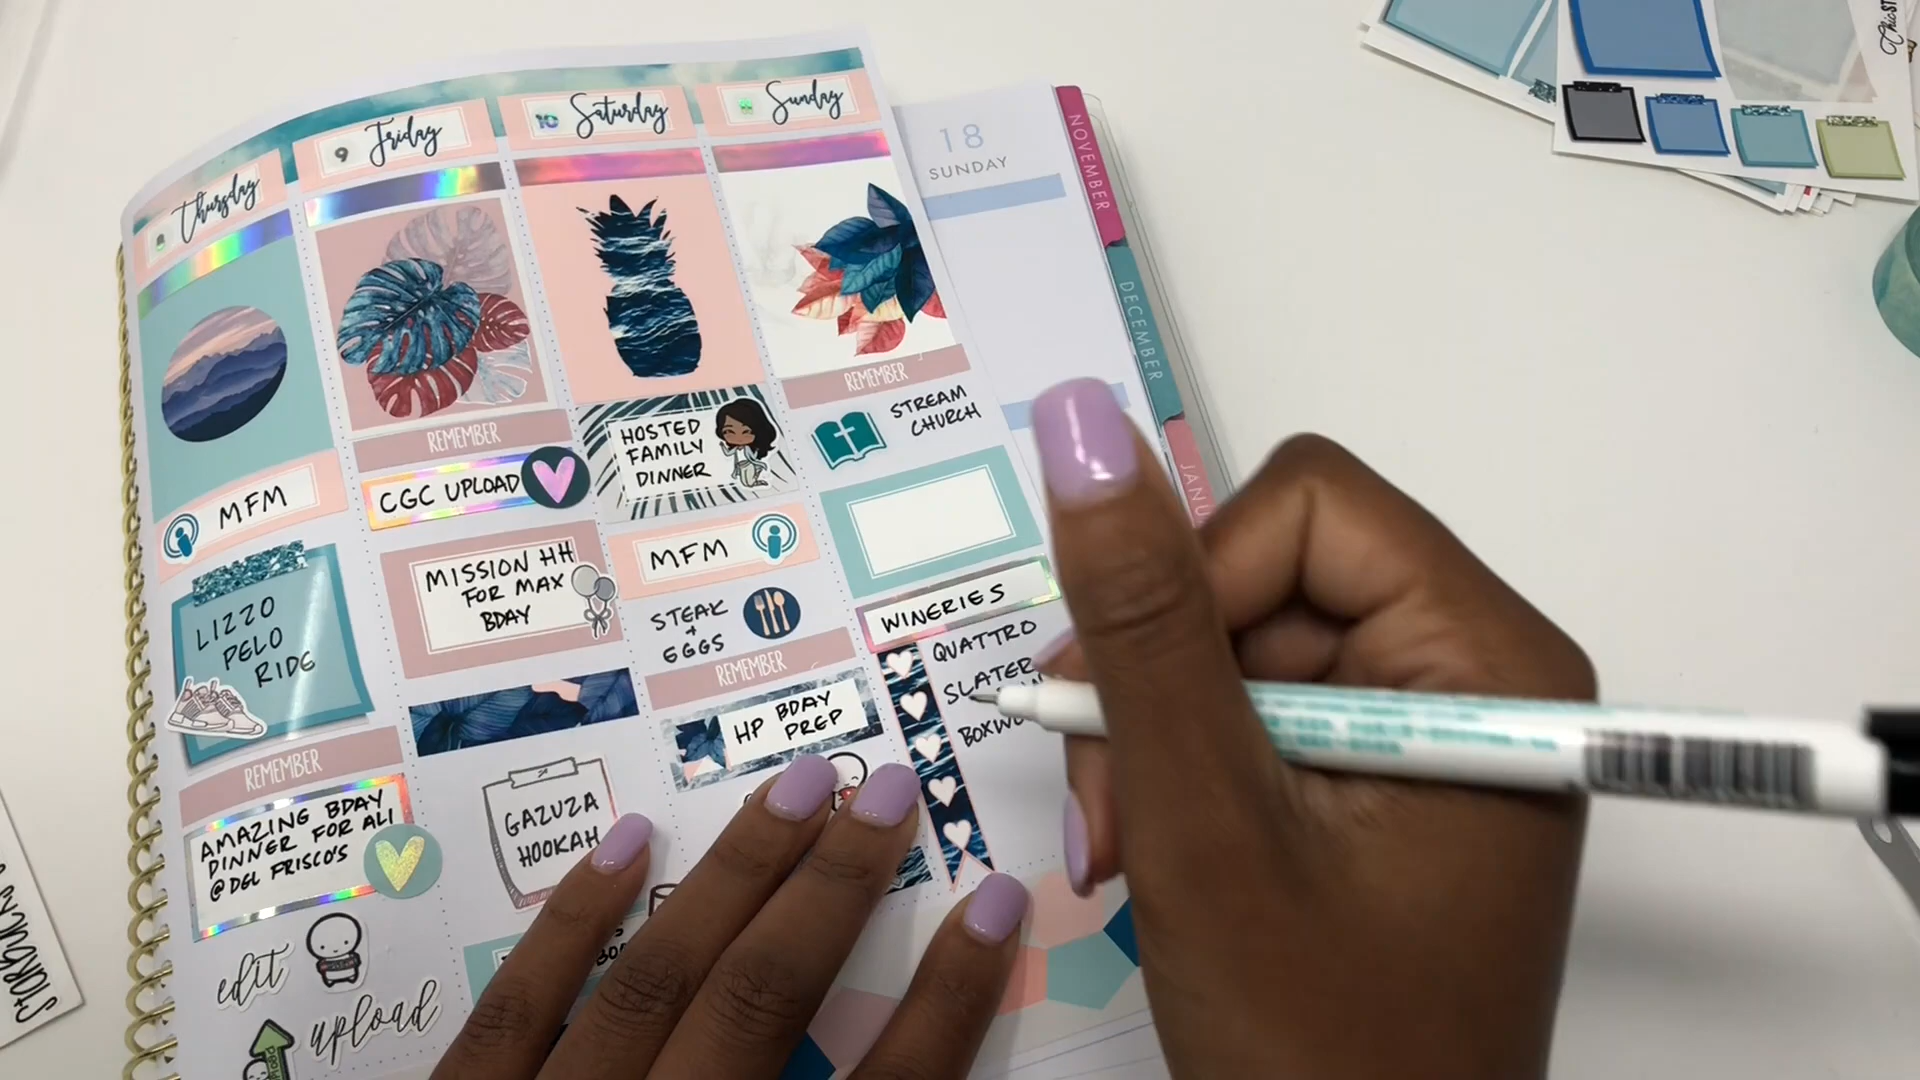 Thursday
MFM
LIZZO
PELO
RIDE
REMEMBER
AMAZING BDAY
DINNER FOR ALI
@DEL FRISCO'S
edit
upload
9 Friday
REMEMBER
CGC UPLOAD
MISSION HH
FOR MAX
BDAY
GAZUZA
HOOKAH
10 Saturday
HOSTED
FAMILY
DINNER
MFM
STEAK
+
EGGS
REMEMBER
HP BDAY
PREP
Sunday
REMEMBER
STREAM
CHURCH
WINERIES
QUATTRO
SLATER
18
SUNDAY
NOVEMBER
DECEMBER